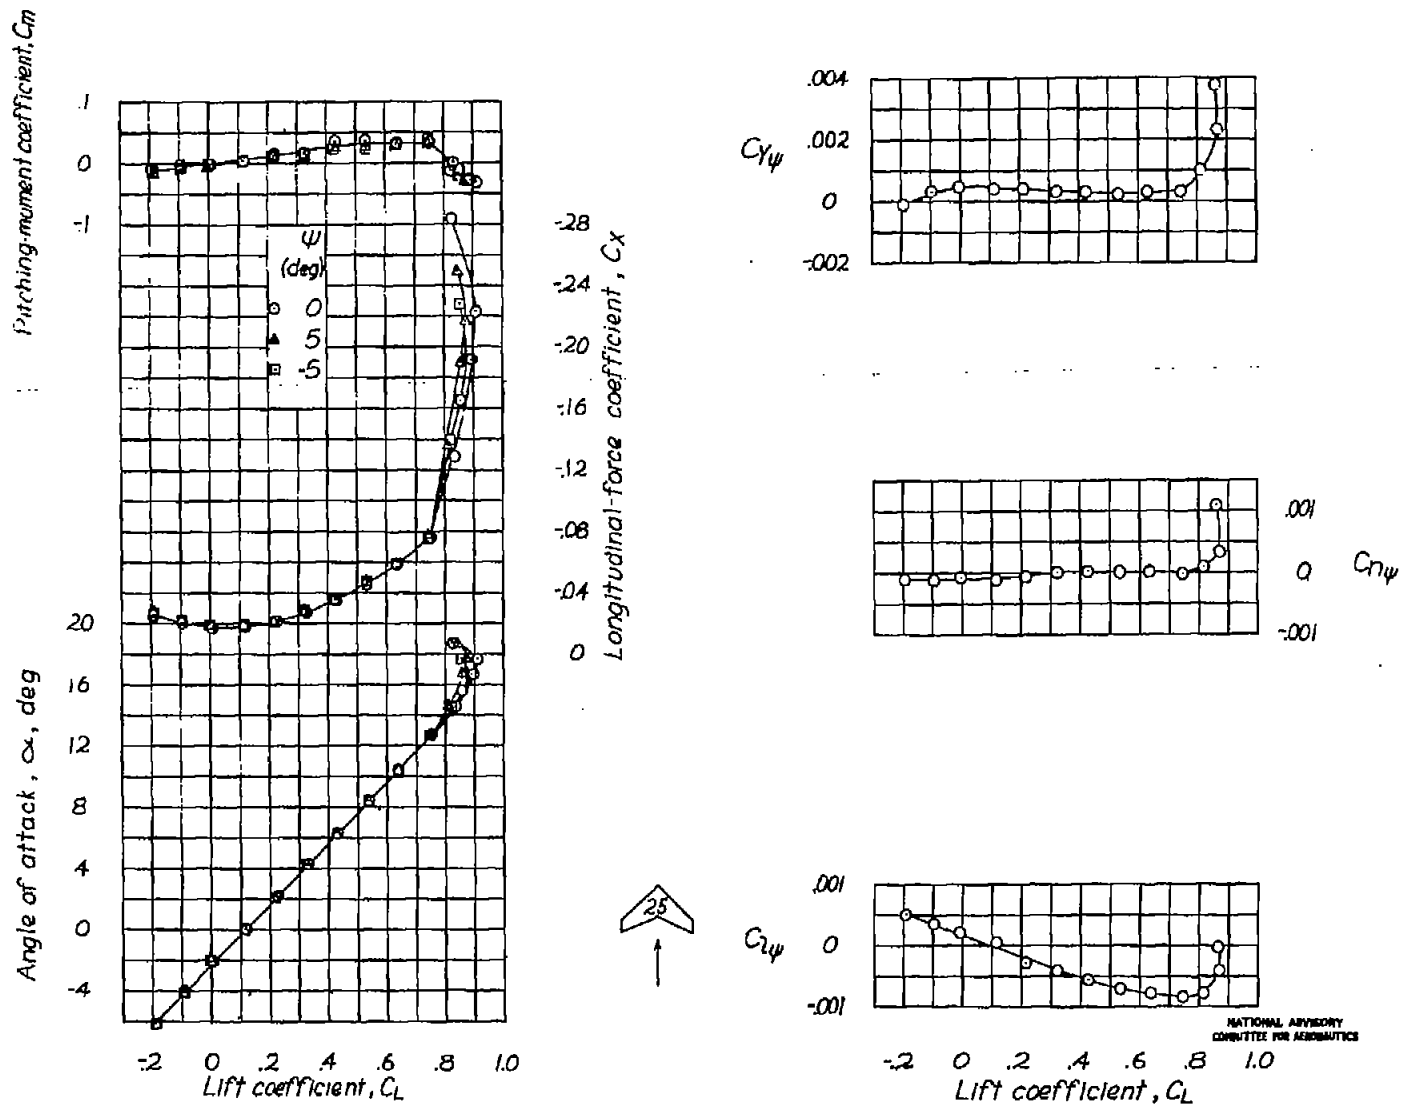 Pitching-moment coefficient, Cm
.1
0
-.1
ψ
(deg)
0
5
-5
-.28
-.24
-.20
-.16
-.12
-.08
-.04
0
Longitudinal-force coefficient, CX
20
16
12
8
4
0
-4
Angle of attack, α, deg
-.2 0 .2 .4 .6 .8 1.0
Lift coefficient, CL
25
.004
.002
0
-.002
CYψ
.001
0
-.001
Cnψ
.001
0
-.001
Clψ
NATIONAL ADVISORY
COMMITTEE FOR AERONAUTICS
-.2 0 .2 .4 .6 .8 1.0
Lift coefficient, CL